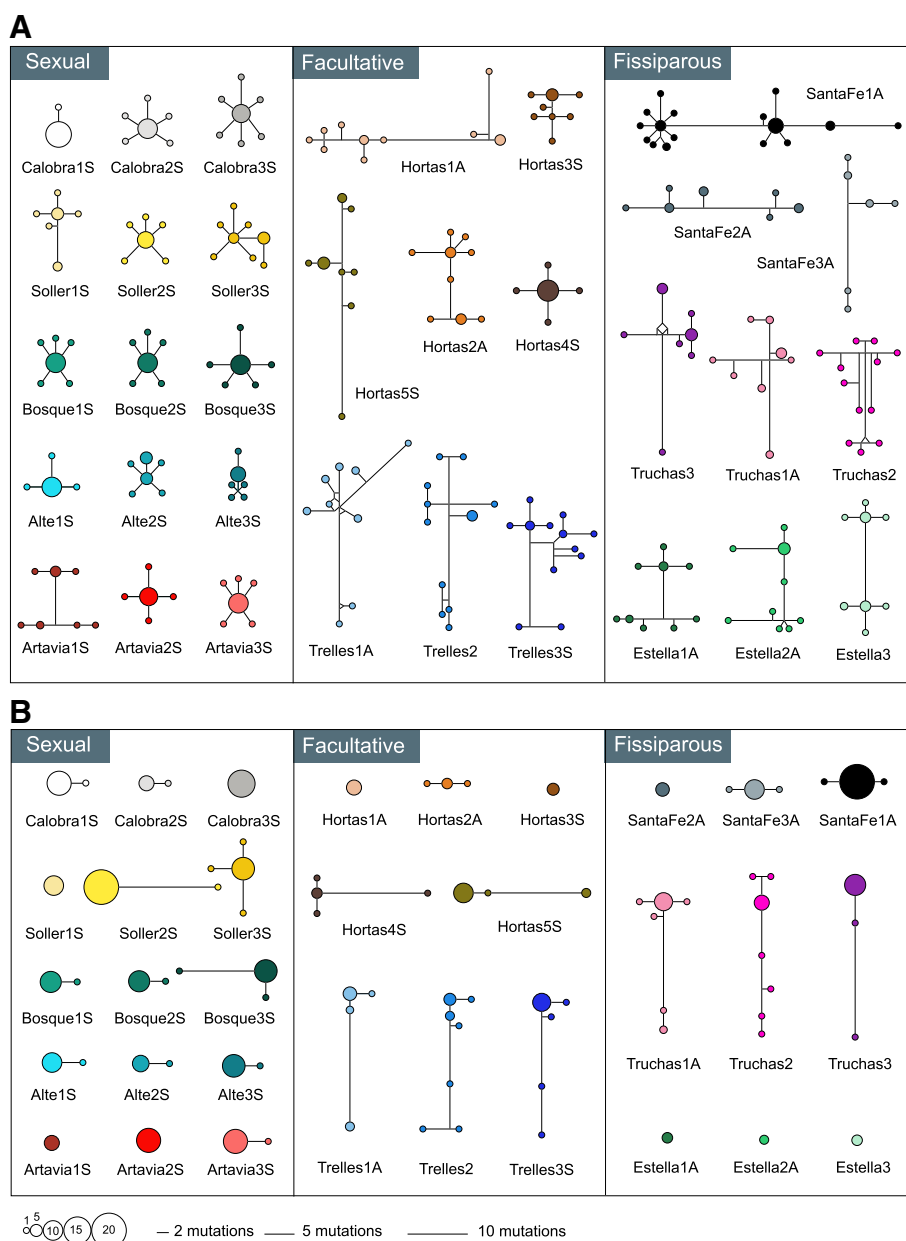 A
Sexual
Facultative
Fissiparous
Calobra1S
Calobra2S
Calobra3S
Hortas1A
Hortas3S
SantaFe1A
SantaFe2A
SantaFe3A
Soller1S
Soller2S
Soller3S
Hortas2A
Hortas4S
Hortas5S
Bosque1S
Bosque2S
Bosque3S
Truchas3
Truchas1A
Truchas2
Alte1S
Alte2S
Alte3S
Artavia1S
Artavia2S
Artavia3S
Trelles1A
Trelles2
Trelles3S
Estella1A
Estella2A
Estella3
B
Sexual
Facultative
Fissiparous
Calobra1S
Calobra2S
Calobra3S
Hortas1A
Hortas2A
Hortas3S
SantaFe2A
SantaFe3A
SantaFe1A
Soller1S
Soller2S
Soller3S
Hortas4S
Hortas5S
Bosque1S
Bosque2S
Bosque3S
Truchas1A
Truchas2
Truchas3
Alte1S
Alte2S
Alte3S
Artavia1S
Artavia2S
Artavia3S
Trelles1A
Trelles2
Trelles3S
Estella1A
Estella2A
Estella3
1 5 10 15 20
2 mutations
5 mutations
10 mutations